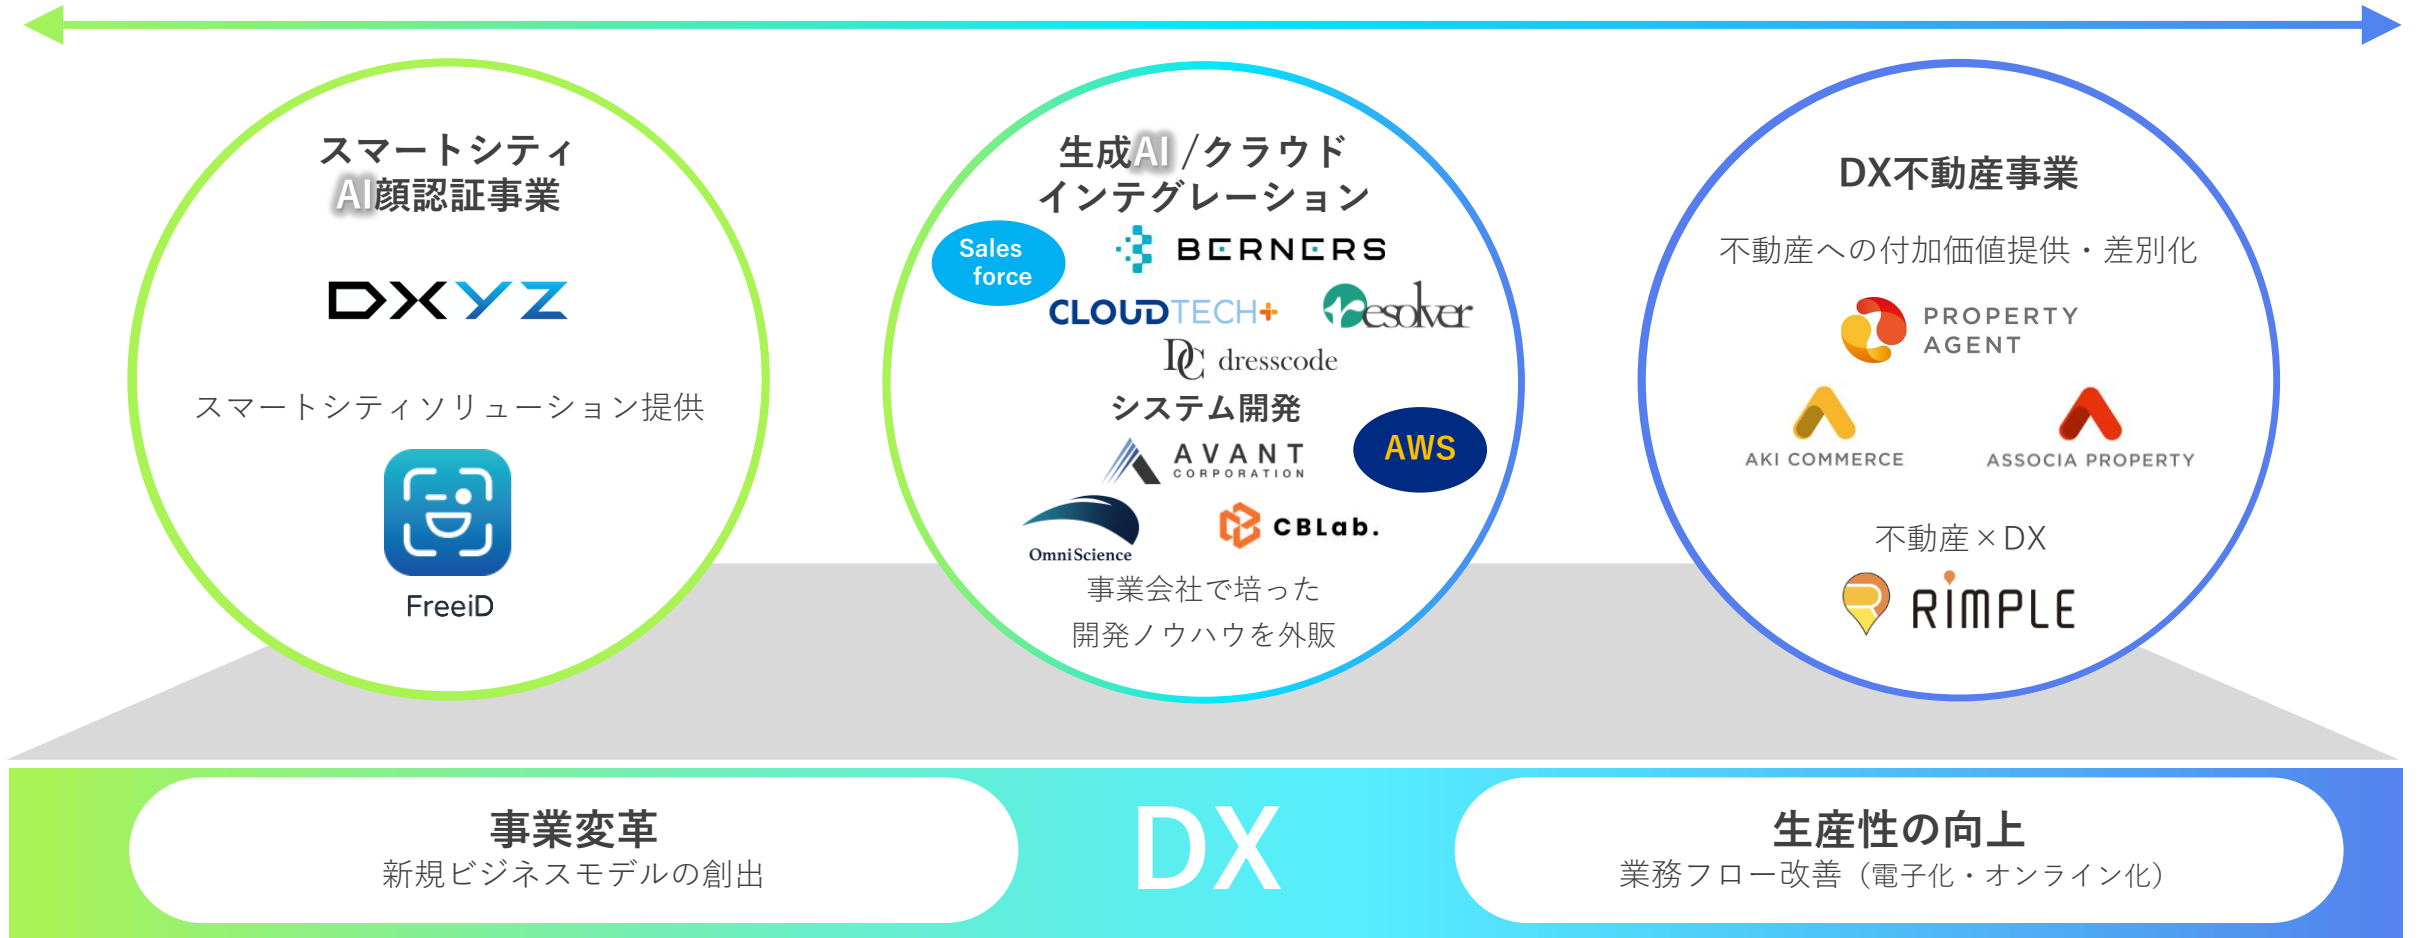 スマートシティ
AI顔認証事業
DXYZ
スマートシティソリューション提供
FreeiD
生成AI /クラウド
インテグレーション
Sales
force
BERNERS
CLOUDTECH+
resolver
DC dresscode
システム開発
AVANT
CORPORATION
AWS
OmniScience
CBLab.
事業会社で培った
開発ノウハウを外販
DX不動産事業
不動産への付加価値提供・差別化
PROPERTY
AGENT
AKI COMMERCE
ASSOCIA PROPERTY
不動産×DX
RIMPLE
事業変革
新規ビジネスモデルの創出
DX
生産性の向上
業務フロー改善（電子化・オンライン化）